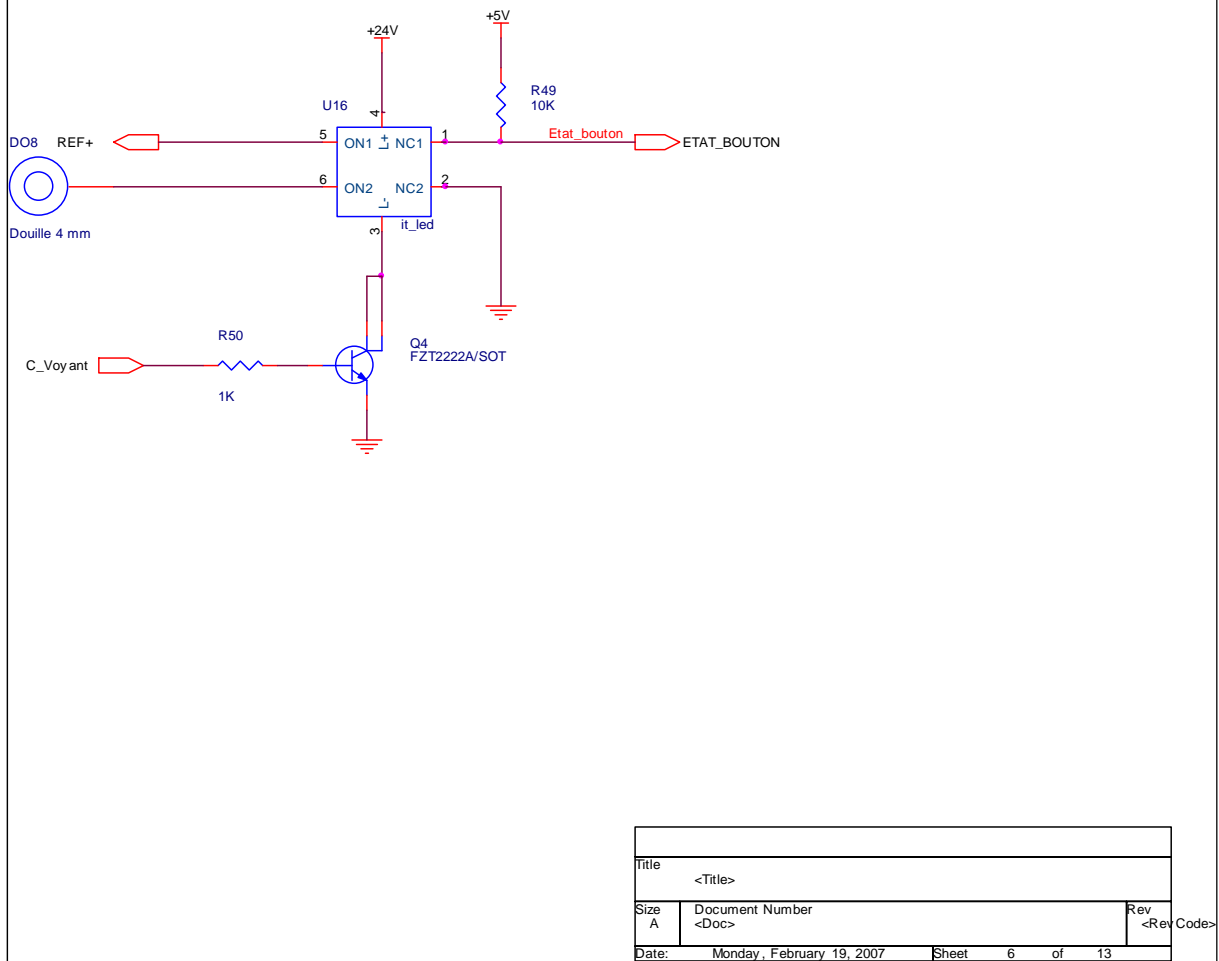 +5V
+24V
R49
10K
U16
4
DO8 REF+
5
ON1 L+ NC1
1
Etat_bouton
ETAT_BOUTON
6
ON2 L- NC2
2
it_led
Douille 4 mm
3
R50
Q4
FZT2222A/SOT
C_Voyant
1K
Title
<Title>
Size
A
Document Number
<Doc>
Rev
<RevCode>
Date: Monday, February 19, 2007 Sheet 6 of 13